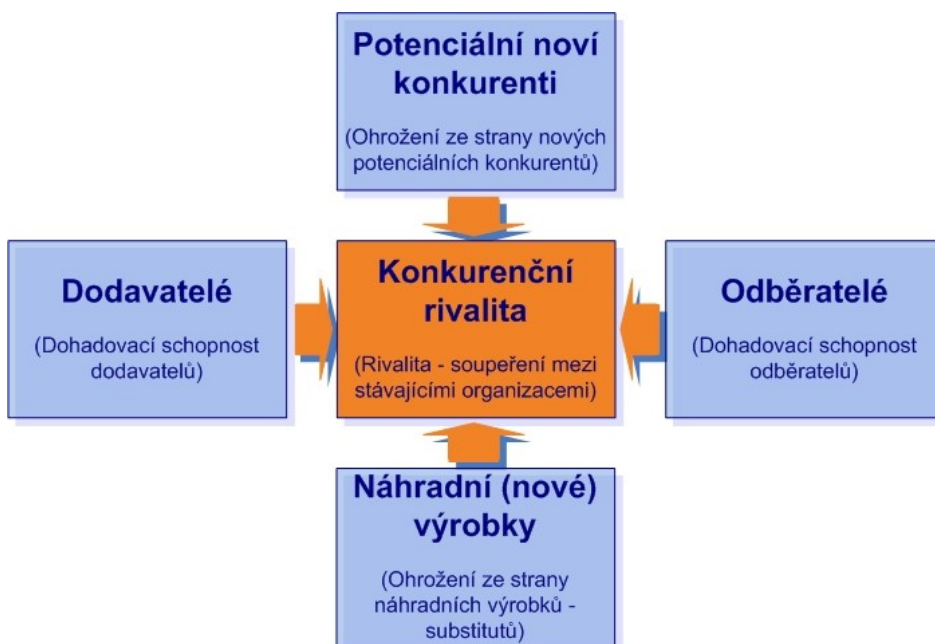 Potenciální noví
konkurenti
(Ohrožení ze strany nových
potenciálních konkurentů)
Dodavatelé
(Dohadovací schopnost
dodavatelů)
Konkurenční
rivalita
(Rivalita - soupeření mezi
stávajícími organizacemi)
Odběratelé
(Dohadovací schopnost
odběratelů)
Náhradní (nové)
výrobky
(Ohrožení ze strany
náhradních výrobků -
substitutů)